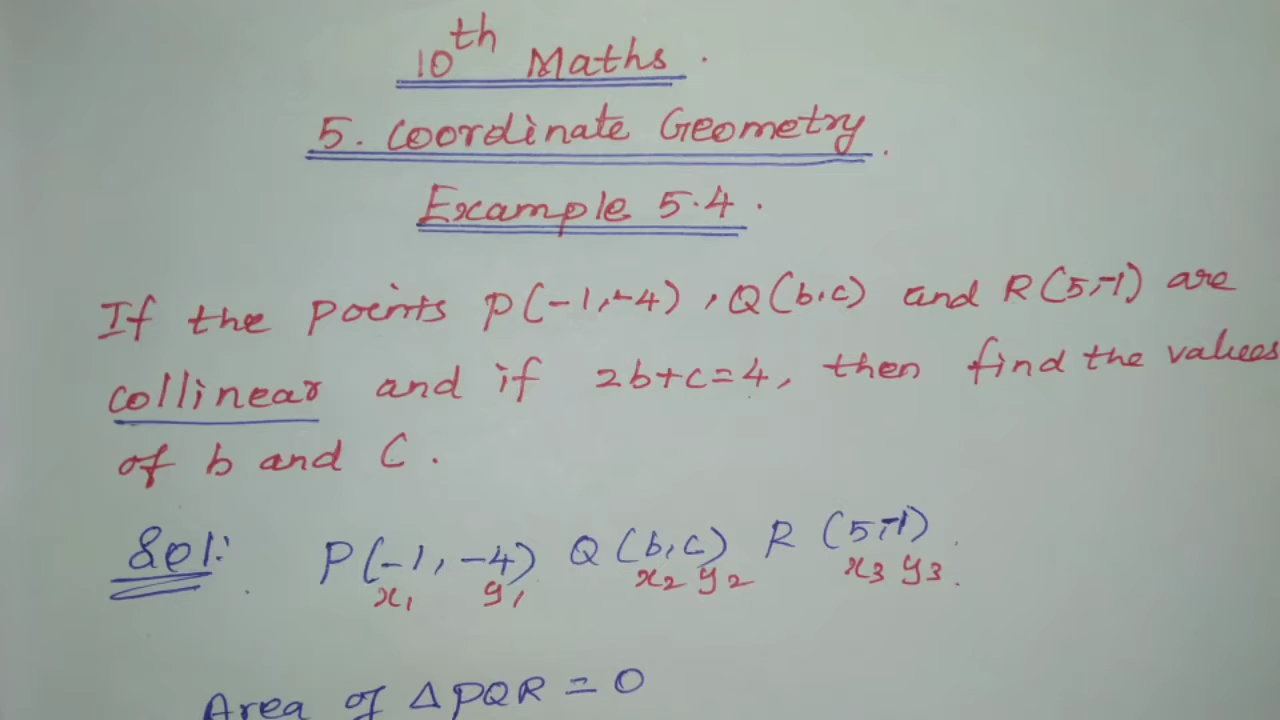 10th Maths.
5. Coordinate Geometry.
Example 5.4.
If the points P(-1,-4), Q(b,c) and R(5,-1) are
collinear and if 2b+c=4, then find the values
of b and C.
Sol: P(-1,-4) Q(b,c) R(5,-1).
x₁ y₁ x₂ y₂ x₃ y₃.
Area of ΔPQR = 0